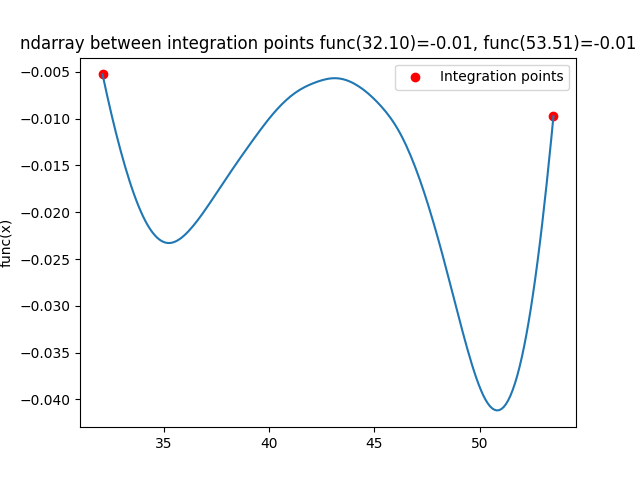 ndarray between integration points func(32.10)=-0.01, func(53.51)=-0.01
Integration points
func(x)
−0.005
−0.010
−0.015
−0.020
−0.025
−0.030
−0.035
−0.040
35 40 45 50